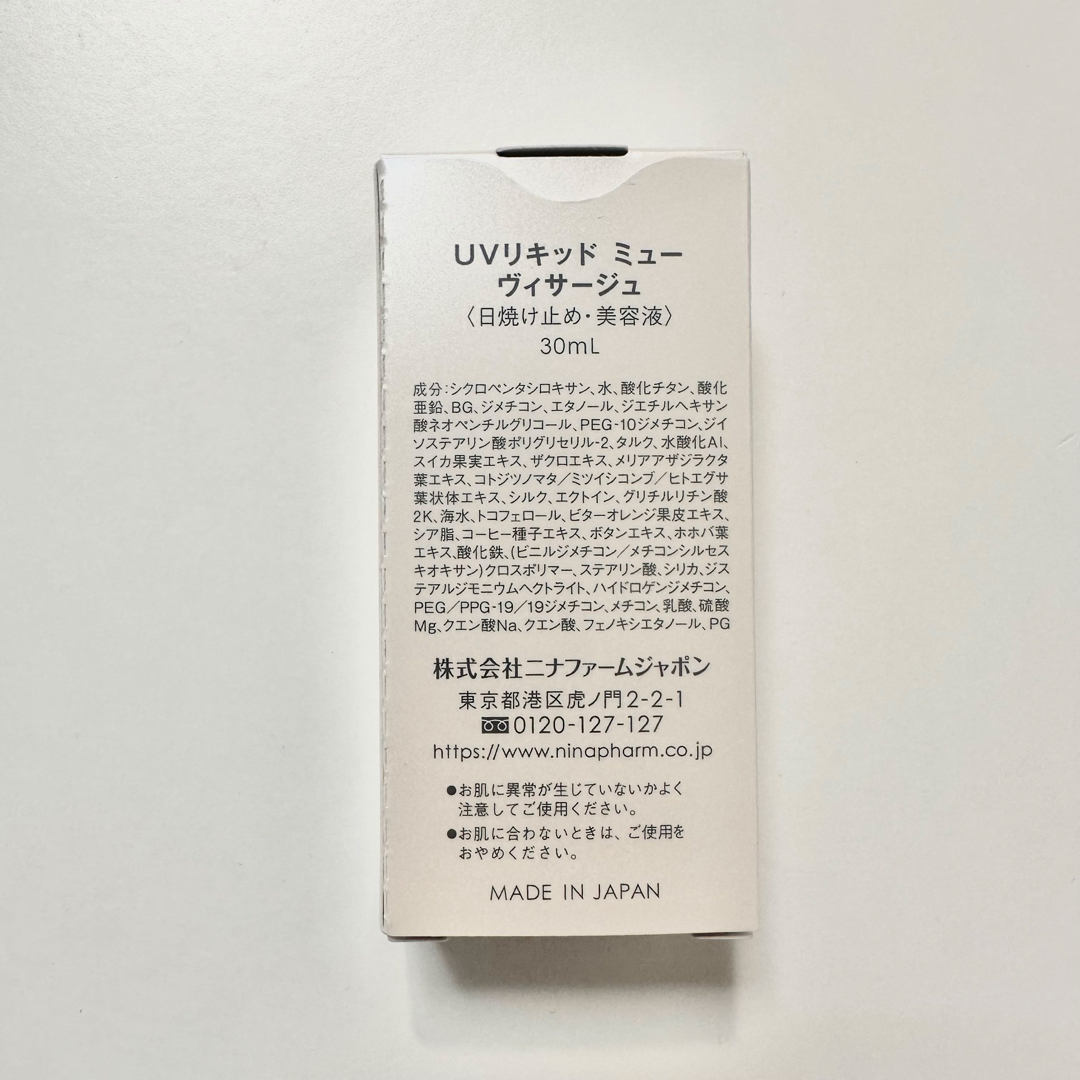 UVリキッド ミュー
ヴィサージュ
〈日焼け止め・美容液〉
30mL
成分：シクロペンタシロキサン、水、酸化チタン、酸化
亜鉛、BG、ジメチコン、エタノール、ジエチルヘキサン
酸ネオペンチルグリコール、PEG-10ジメチコン、ジイ
ソステアリン酸ポリグリセリル-2、タルク、水酸化Al、
スイカ果実エキス、ザクロエキス、メリアアザジラクタ
葉エキス、コトジツノマタ／ミツイシコンブ／ヒトエグサ
葉状体エキス、シルク、エクトイン、グリチルリチン酸
2K、海水、トコフェロール、ビターオレンジ果皮エキス、
シア脂、コーヒー種子エキス、ボタンエキス、ホホバ葉
エキス、酸化鉄、(ビニルジメチコン／メチコンシルセス
キオキサン)クロスポリマー、ステアリン酸、シリカ、ジス
テアルジモニウムヘクトライト、ハイドロゲンジメチコン、
PEG／PPG-19／19ジメチコン、メチコン、乳酸、硫酸
Mg、クエン酸Na、クエン酸、フェノキシエタノール、PG
株式会社ニナファームジャポン
東京都港区虎ノ門2-2-1
0120-127-127
https://www.ninapharm.co.jp
●お肌に異常が生じていないかよく
注意してご使用ください。
●お肌に合わないときは、ご使用を
おやめください。
MADE IN JAPAN